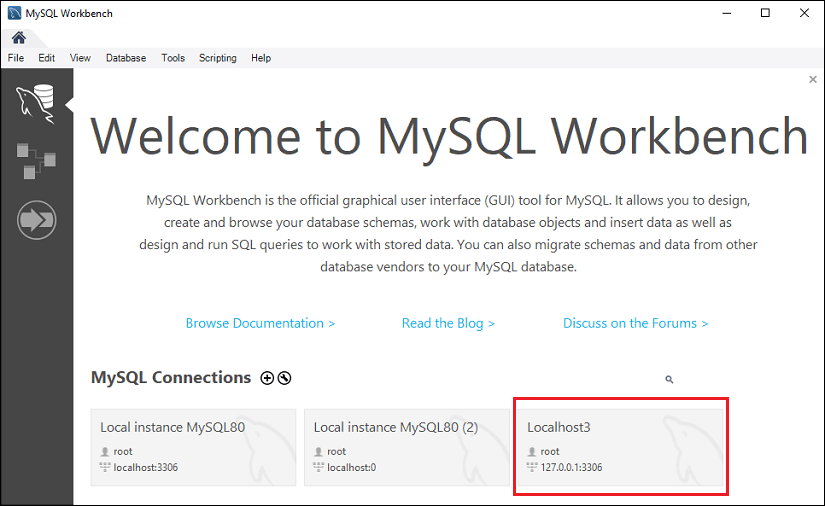 MySQL Workbench
File Edit View Database Tools Scripting Help
Welcome to MySQL Workbench
MySQL Workbench is the official graphical user interface (GUI) tool for MySQL. It allows you to design,
create and browse your database schemas, work with database objects and insert data as well as
design and run SQL queries to work with stored data. You can also migrate schemas and data from other
database vendors to your MySQL database.
Browse Documentation > Read the Blog > Discuss on the Forums >
MySQL Connections
Local instance MySQL80
root
localhost:3306
Local instance MySQL80 (2)
root
localhost:0
Localhost3
root
127.0.0.1:3306